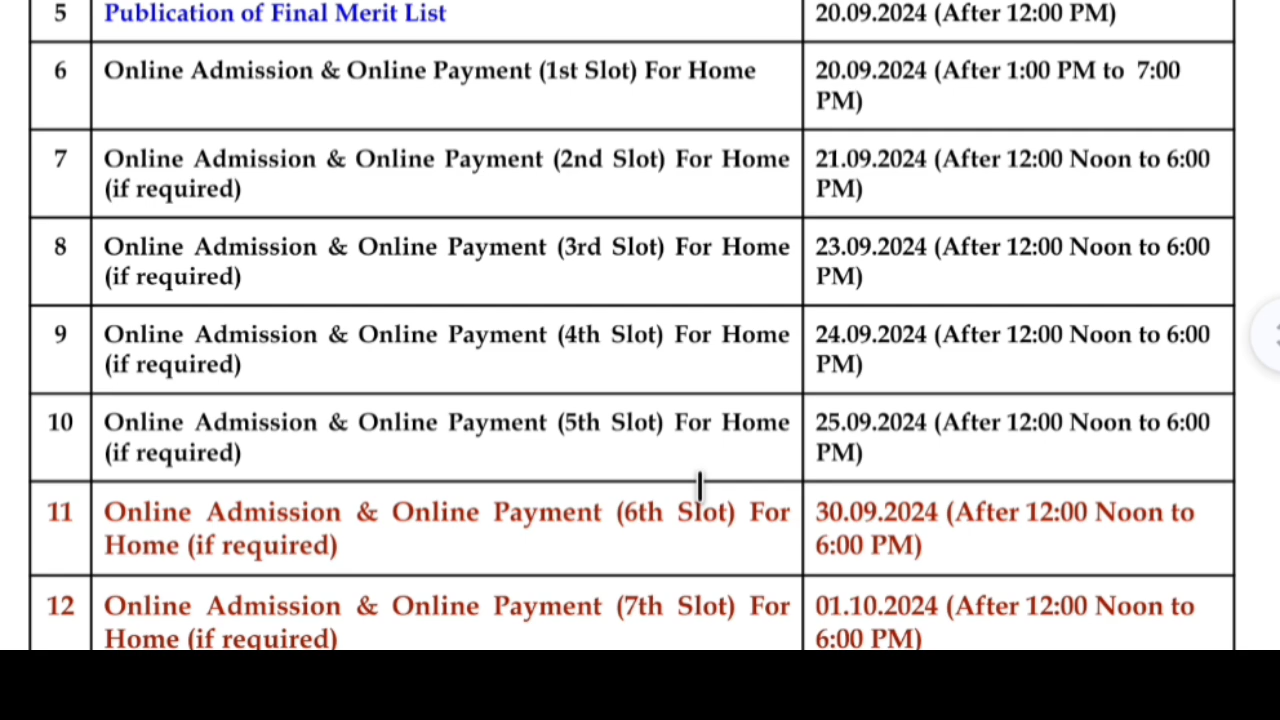 5 Publication of Final Merit List 20.09.2024 (After 12:00 PM)
6 Online Admission & Online Payment (1st Slot) For Home 20.09.2024 (After 1:00 PM to 7:00
PM)
7 Online Admission & Online Payment (2nd Slot) For Home 21.09.2024 (After 12:00 Noon to 6:00
(if required) PM)
8 Online Admission & Online Payment (3rd Slot) For Home 23.09.2024 (After 12:00 Noon to 6:00
(if required) PM)
9 Online Admission & Online Payment (4th Slot) For Home 24.09.2024 (After 12:00 Noon to 6:00
(if required) PM)
10 Online Admission & Online Payment (5th Slot) For Home 25.09.2024 (After 12:00 Noon to 6:00
(if required) PM)
11 Online Admission & Online Payment (6th Slot) For 30.09.2024 (After 12:00 Noon to
Home (if required) 6:00 PM)
12 Online Admission & Online Payment (7th Slot) For 01.10.2024 (After 12:00 Noon to
Home (if required) 6:00 PM)